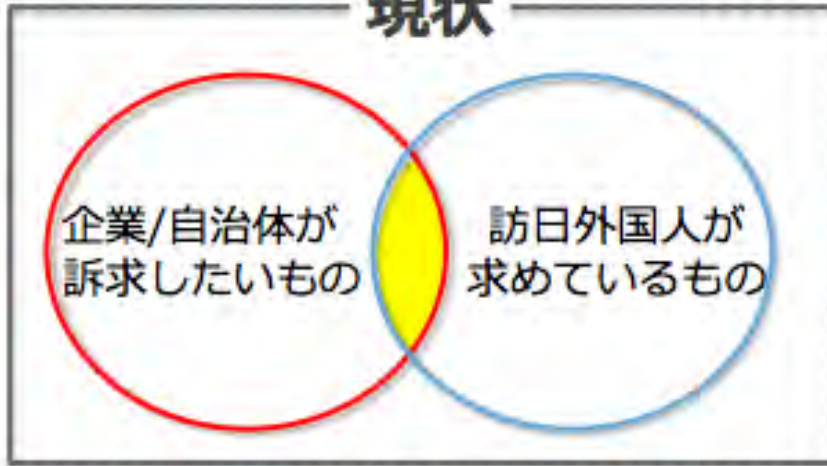 現状
企業/自治体が
訴求したいもの
訪日外国人が
求めているもの